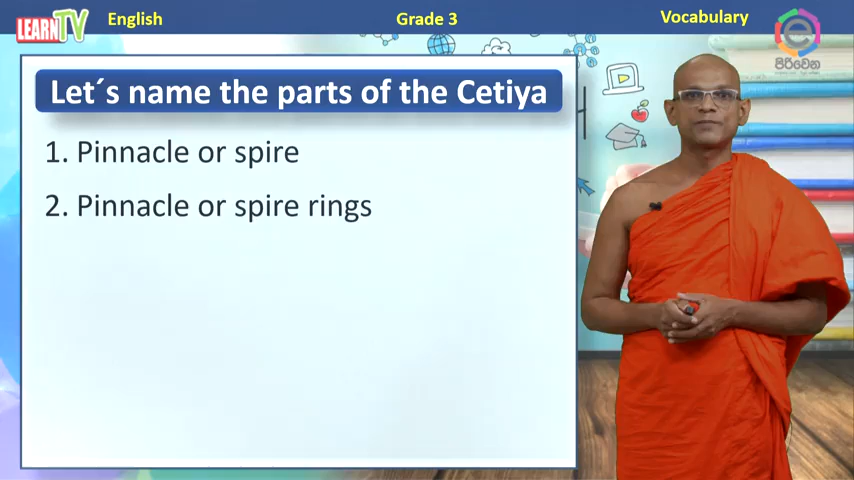 LEARN TV
English
Grade 3
Vocabulary
පිරිවෙන
Let´s name the parts of the Cetiya
1. Pinnacle or spire
2. Pinnacle or spire rings